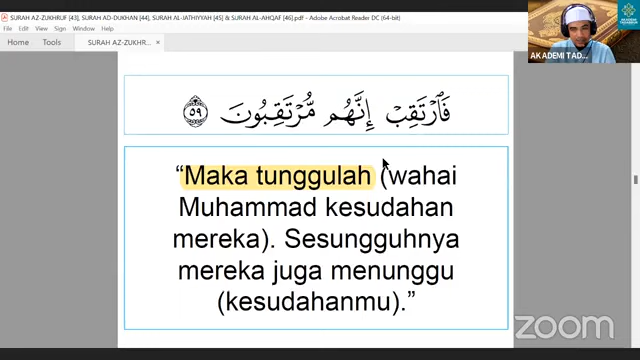 SURAH AZ-ZUKHRUF [43], SURAH AD-DUKHAN [44], SURAH AL-JATHIYYAH [45] & SURAH AL-AHQAF [46].pdf - Adobe Acrobat Reader DC (64-bit)
File Edit View Sign Window Help
Home Tools SURAH AZ-ZUKHR... ×
AKADEMI TAD...
فَٱرْتَقِبْ إِنَّهُم مُّرْتَقِبُونَ ٥٩
“Maka tunggulah (wahai
Muhammad kesudahan
mereka). Sesungguhnya
mereka juga menunggu
(kesudahanmu).”
zoom